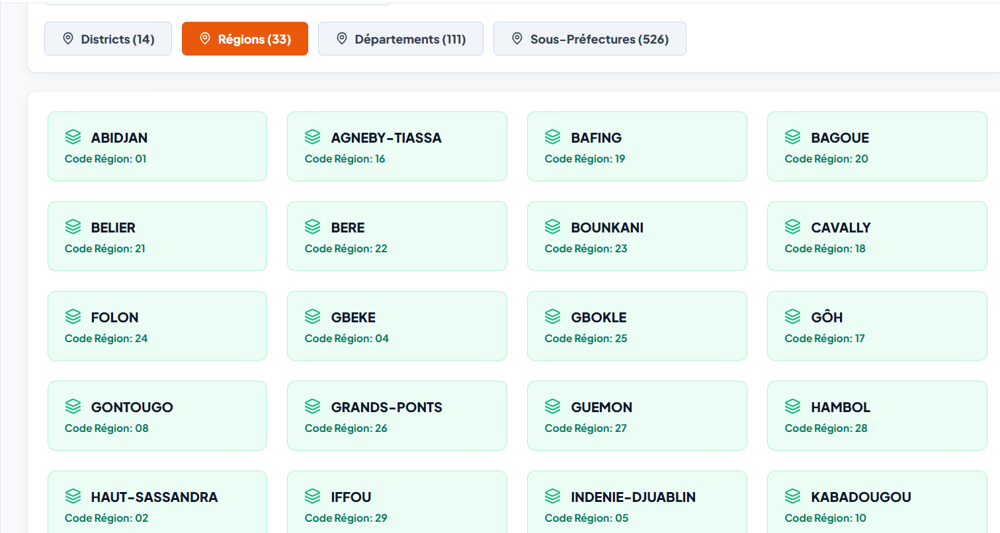 Districts (14) Régions (33) Départements (111) Sous-Préfectures (526)
ABIDJAN AGNEBY-TIASSA BAFING BAGOUE
Code Région: 01 Code Région: 16 Code Région: 19 Code Région: 20
BELIER BERE BOUNKANI CAVALLY
Code Région: 21 Code Région: 22 Code Région: 23 Code Région: 18
FOLON GBEKE GBOKLE GÔH
Code Région: 24 Code Région: 04 Code Région: 25 Code Région: 17
GONTOUGO GRANDS-PONTS GUEMON HAMBOL
Code Région: 08 Code Région: 26 Code Région: 27 Code Région: 28
HAUT-SASSANDRA IFFOU INDENIE-DJUABLIN KABADOUGOU
Code Région: 02 Code Région: 29 Code Région: 05 Code Région: 10